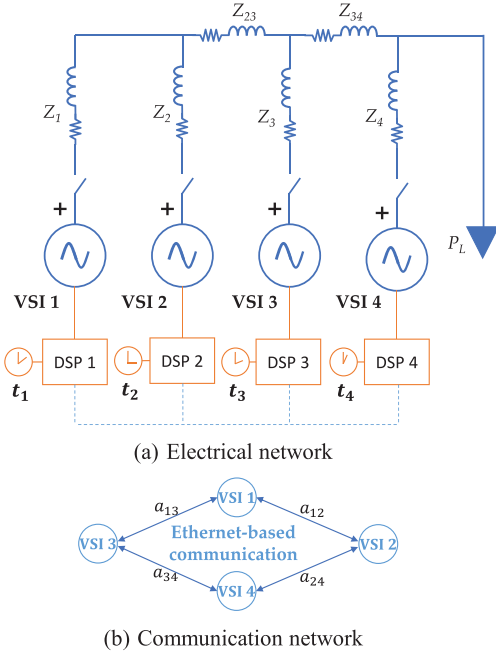 Z23 Z34
Z1 Z2 Z3 Z4
+ + + +
PL
VSI 1 VSI 2 VSI 3 VSI 4
DSP 1 DSP 2 DSP 3 DSP 4
t1 t2 t3 t4
(a) Electrical network
VSI 1
a13 a12
Ethernet-based
VSI 3 VSI 2
communication
a34 a24
VSI 4
(b) Communication network